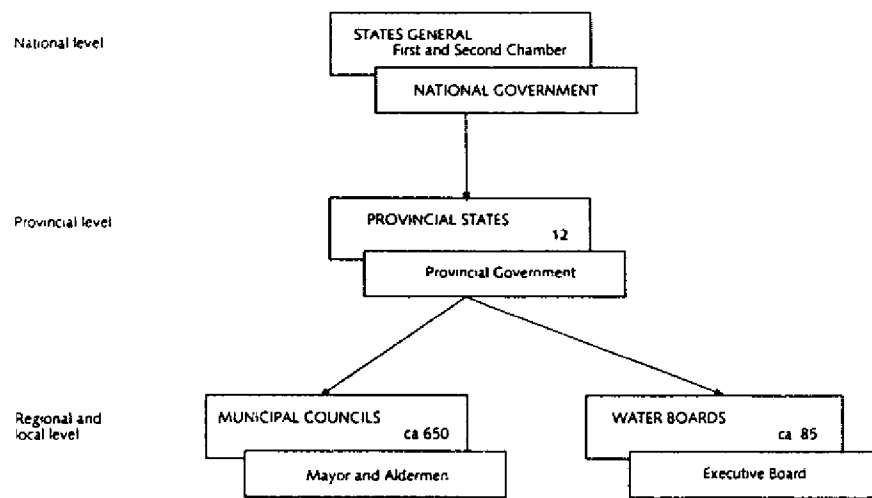 National level
STATES GENERAL
First and Second Chamber
NATIONAL GOVERNMENT
Provincial level
PROVINCIAL STATES
12
Provincial Government
Regional and
local level
MUNICIPAL COUNCILS
ca 650
Mayor and Aldermen
WATER BOARDS
ca. 85
Executive Board